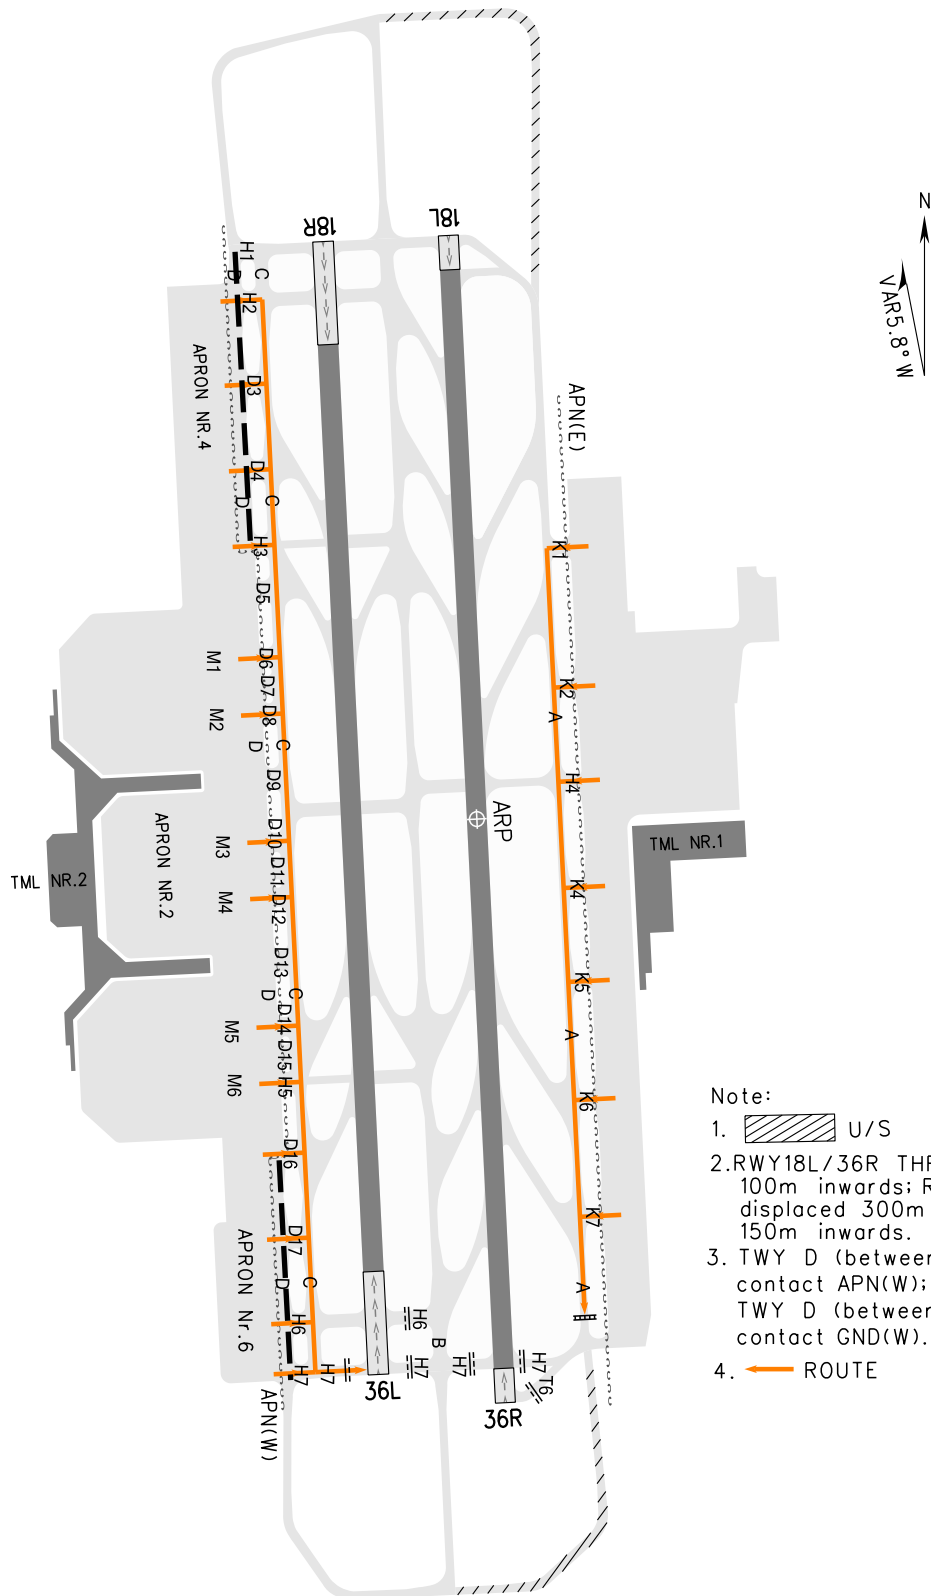 N
VAR5.8°W
18R
18L
H1
C
D
H2
APRON NR.4
D3
D4
C
D
H3
D5
APN(E)
K1
M1
D6
D7
K2
M2
D8
A
C
D
D9
H4
ARP
M3
D10
TML NR.1
D11
TML NR.2
APRON NR.2
K4
M4
D12
D13
K5
C
D
D14
M5
D15
A
M6
H5
K6
D16
APRON Nr.6
D17
K7
C
D
A
H6
H6
B
H7
H7
H7
H7
H7
T6
36L
36R
APN(W)
Note:
1. U/S
2.RWY18L/36R THR
100m inwards; R
displaced 300m
150m inwards.
3. TWY D (between
contact APN(W);
TWY D (between
contact GND(W).
4. ROUTE